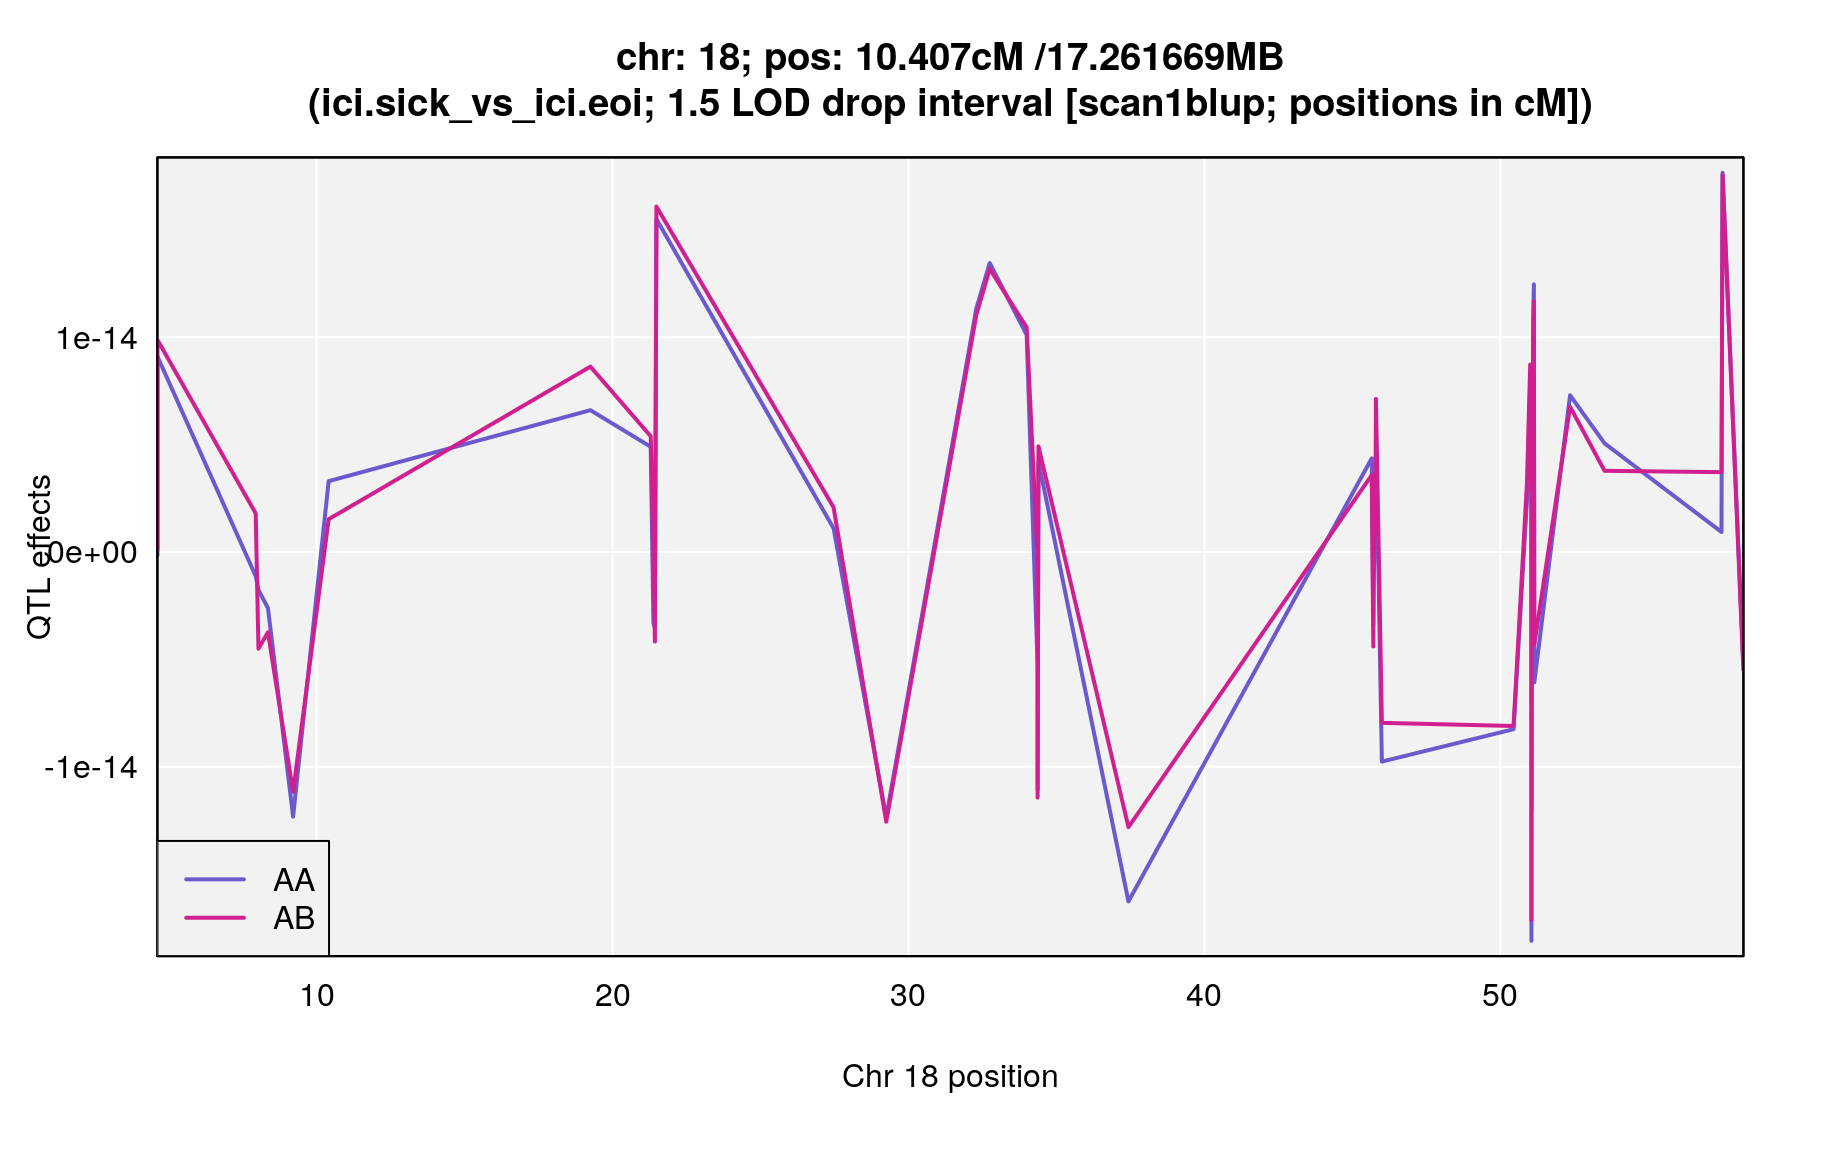 chr: 18; pos: 10.407cM /17.261669MB
(ici.sick_vs_ici.eoi; 1.5 LOD drop interval [scan1blup; positions in cM])
QTL effects
1e-14
0e+00
-1e-14
AA
AB
10 20 30 40 50
Chr 18 position